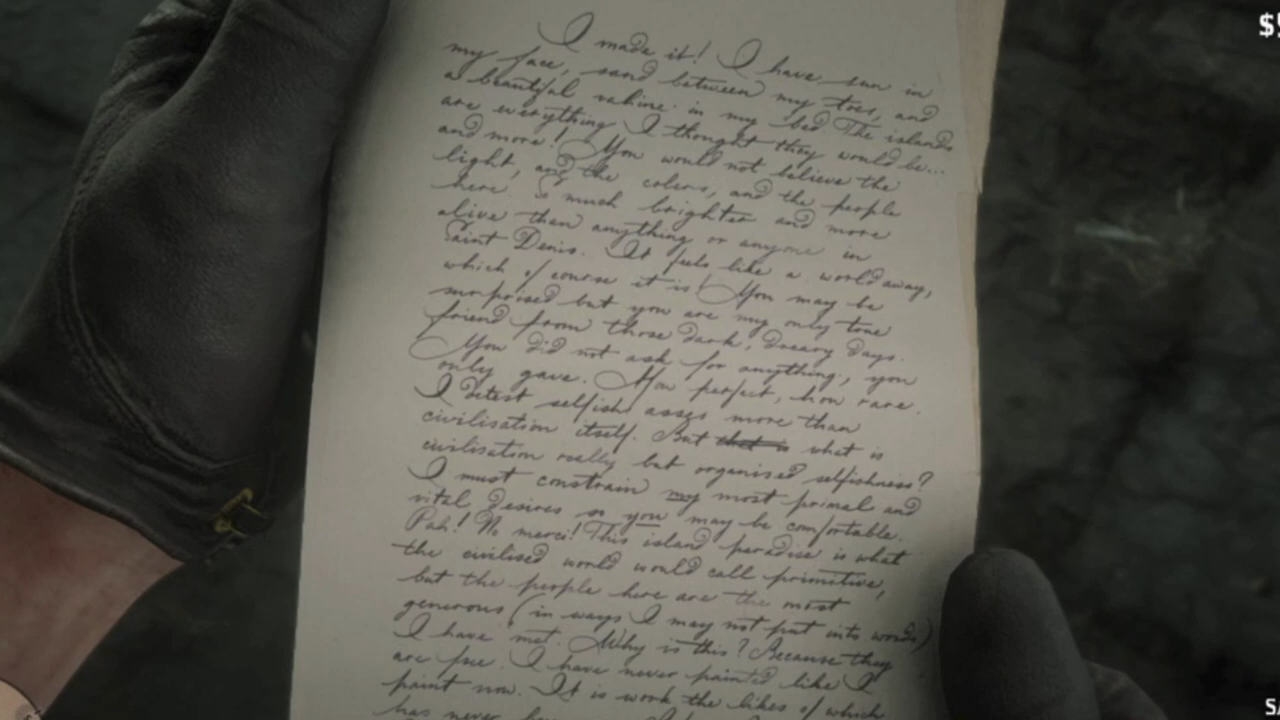 I made it! I have sun in
my face, sand between my toes, and
a beautiful vahine in my bed. The islands
are everything I thought they would be...
and more! You would not believe the
light, and the colors, and the people
here. So much brighter and more
alive than anything or anyone in
Saint Denis. It feels like a world away,
which of course it is! You may be
surprised but you are my only true
friend from those dark, dreary days.
You did not ask for anything, you
only gave. How perfect, how rare.
I detest selfish asses more than
civilisation itself. But that is what is
civilisation really but organised selfishness?
I must constrain my most primal and
vital desires so you may be comfortable.
Pah! No merci! This island paradise is what
the civilised world would call primitive,
but the people here are the most
generous (in ways I may not put into words)
I have met. Why is this? Because they
are free. I have never painted like I
paint now. It is work the likes of which
has never
$5
SA